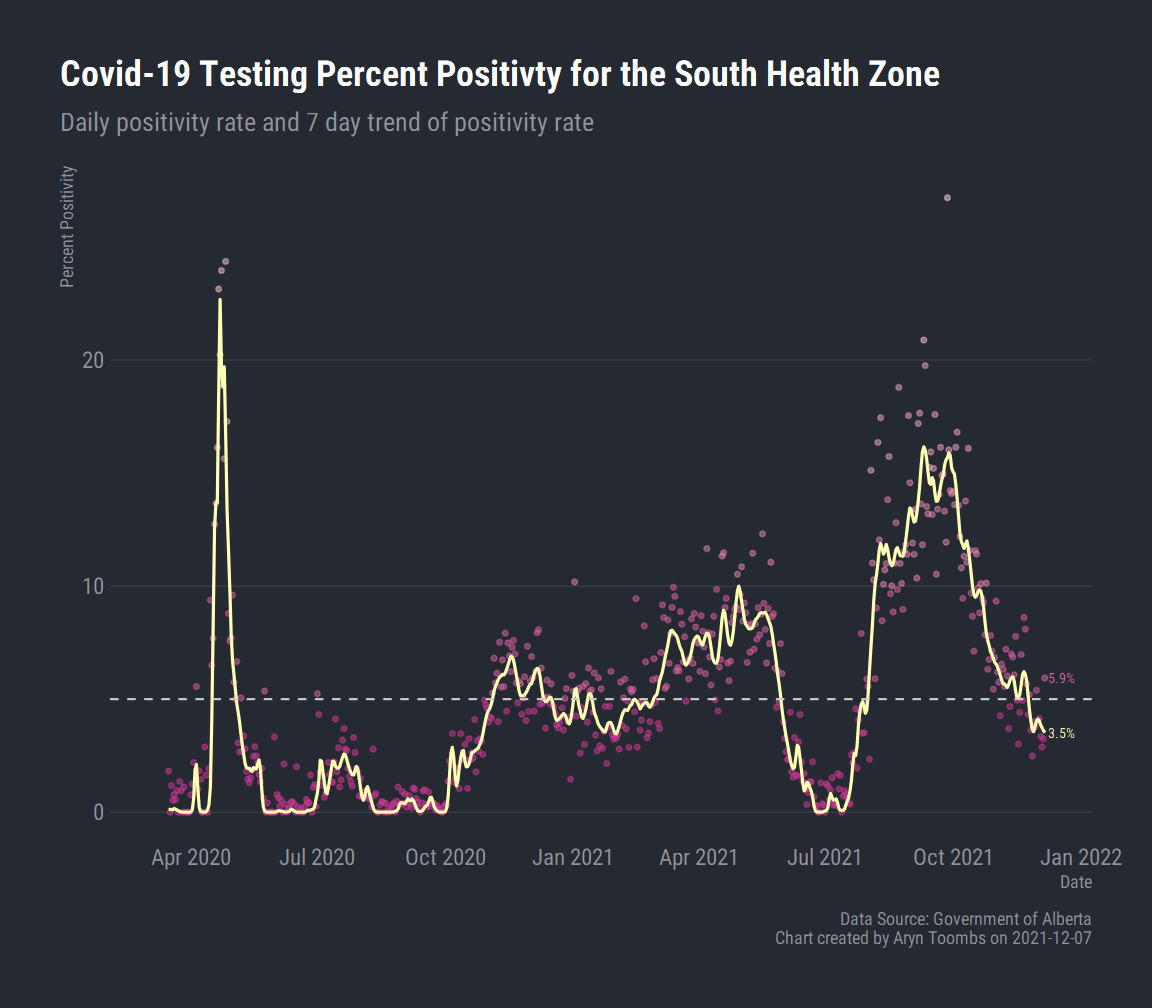 Covid-19 Testing Percent Positivty for the South Health Zone
Daily positivity rate and 7 day trend of positivity rate
Percent Positivity
20
10
0
5.9%
3.5%
Apr 2020 Jul 2020 Oct 2020 Jan 2021 Apr 2021 Jul 2021 Oct 2021 Jan 2022
Date
Data Source: Government of Alberta
Chart created by Aryn Toombs on 2021-12-07